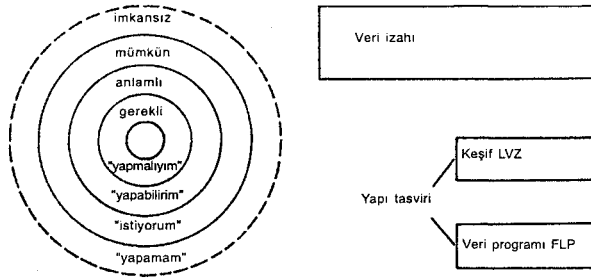 imkansız
mümkün
anlamlı
gerekli
"yapmalıyım"
"yapabilirim"
"istiyorum"
"yapamam"
Veri izahı
Keşif LVZ
Yapı tasviri
Veri programı FLP